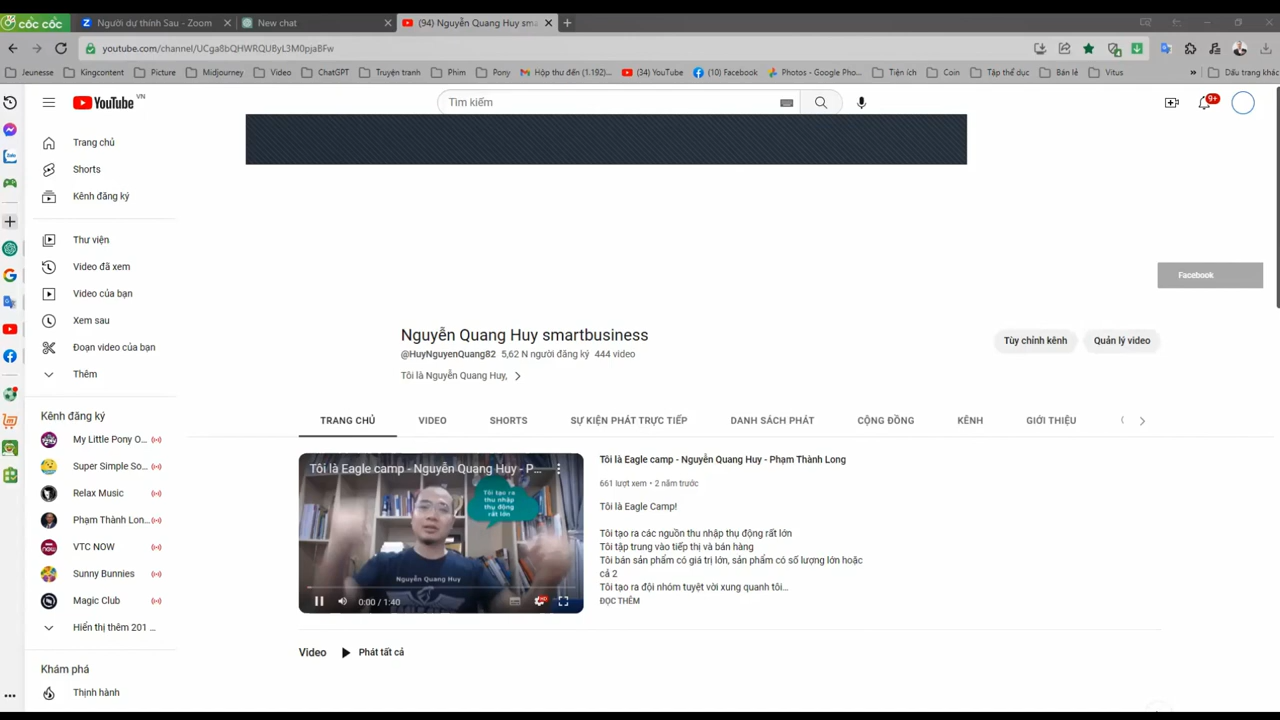 cốc cốc
Người dự thính Sau - Zoom
New chat
(94) Nguyễn Quang Huy sma
youtube.com/channel/UCga8bQHWRQUByL3M0pjaBFw
Jeunesse
Kingcontent
Picture
Midjourney
Video
ChatGPT
Truyện tranh
Phim
Pony
Hộp thư đến (1.192)...
(34) YouTube
(10) Facebook
Photos - Google Pho...
Tiện ích
Coin
Tập thể dục
Bán lẻ
Vitus
»
Dấu trang khác
YouTube VN
Tìm kiếm
9+
Trang chủ
Shorts
Kênh đăng ký
Thư viện
Video đã xem
Video của bạn
Xem sau
Đoạn video của bạn
Thêm
Kênh đăng ký
My Little Pony O...
Super Simple So...
Relax Music
Phạm Thành Lon...
VTC NOW
Sunny Bunnies
Magic Club
Hiển thị thêm 201 ...
Khám phá
Thịnh hành
Facebook
Nguyễn Quang Huy smartbusiness
@HuyNguyenQuang82 5,62 N người đăng ký 444 video
Tôi là Nguyễn Quang Huy,
Tùy chỉnh kênh
Quản lý video
TRANG CHỦ
VIDEO
SHORTS
SỰ KIỆN PHÁT TRỰC TIẾP
DANH SÁCH PHÁT
CỘNG ĐỒNG
KÊNH
GIỚI THIỆU
Tôi là Eagle camp - Nguyễn Quang Huy - P...
Tôi tạo ra
thu nhập
thụ động
rất lớn
Nguyễn Quang Huy
0:00 / 1:40
Tôi là Eagle camp - Nguyễn Quang Huy - Phạm Thành Long
661 lượt xem • 2 năm trước
Tôi là Eagle Camp!
Tôi tạo ra các nguồn thu nhập thụ động rất lớn
Tôi tập trung vào tiếp thị và bán hàng
Tôi bán sản phẩm có giá trị lớn, sản phẩm có số lượng lớn hoặc
cả 2
Tôi tạo ra đội nhóm tuyệt vời xung quanh tôi...
ĐỌC THÊM
Video
Phát tất cả